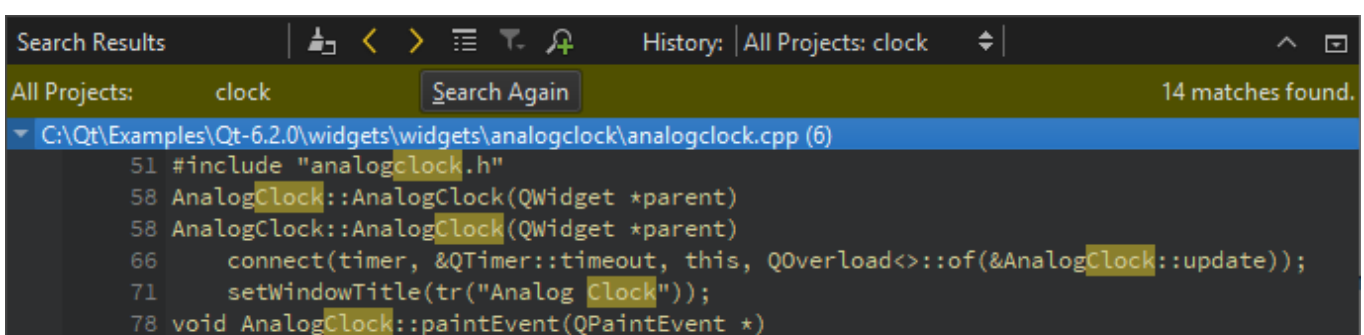 Search Results History: All Projects: clock
All Projects: clock Search Again 14 matches found.
C:\Qt\Examples\Qt-6.2.0\widgets\widgets\analogclock\analogclock.cpp (6)
51 #include "analogclock.h"
58 AnalogClock::AnalogClock(QWidget *parent)
58 AnalogClock::AnalogClock(QWidget *parent)
66     connect(timer, &QTimer::timeout, this, QOverload<>::of(&AnalogClock::update));
71     setWindowTitle(tr("Analog Clock"));
78 void AnalogClock::paintEvent(QPaintEvent *)